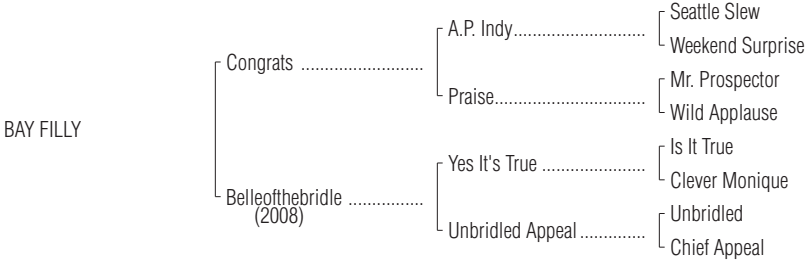 Seattle Slew
A.P. Indy.............................
Weekend Surprise
Congrats ..........................
Mr. Prospector
Praise.................................
Wild Applause
BAY FILLY
Is It True
Yes It's True .......................
Clever Monique
Belleofthebridle ................
(2008)
Unbridled
Unbridled Appeal ..............
Chief Appeal